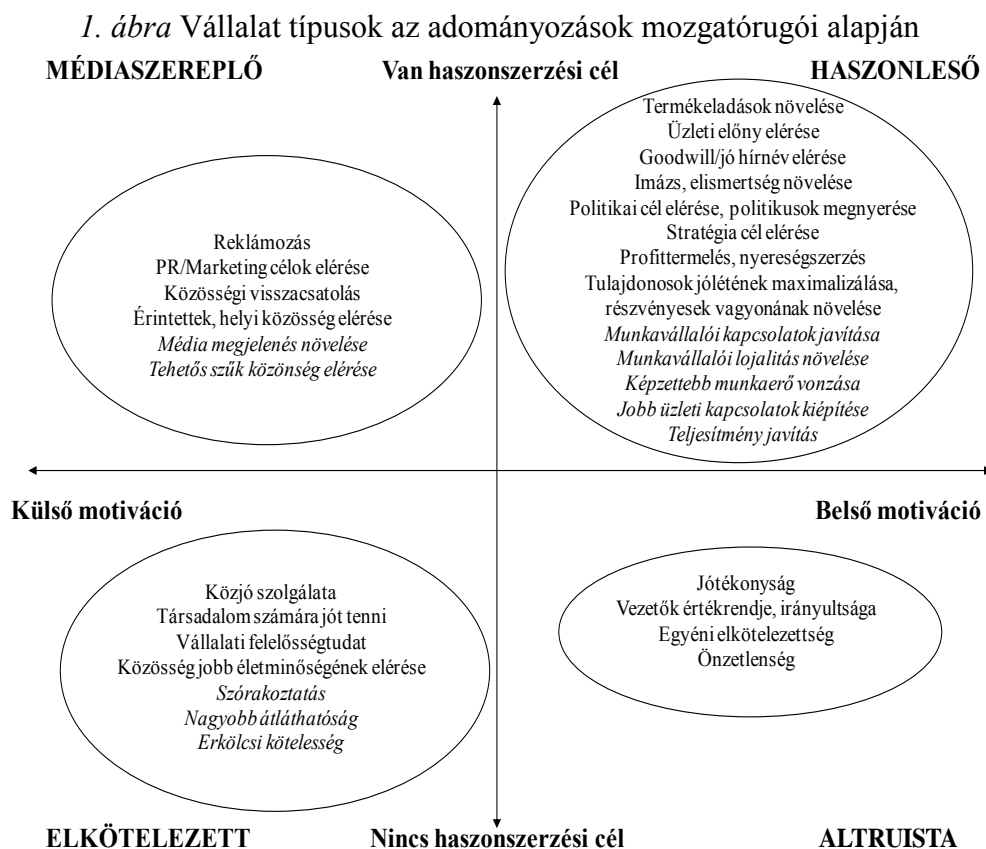 1. ábra Vállalat típusok az adományozások mozgatórugói alapján
MÉDIASZEREPLŐ
Van haszonszerzési cél
HASZONLESŐ
Reklámozás
PR/Marketing célok elérése
Közösségi visszacsatolás
Érintettek, helyi közösség elérése
Média megjelenés növelése
Tehetős szűk közönség elérése
Termékeladások növelése
Üzleti előny elérése
Goodwill/jó hírnév elérése
Imázs, elismertség növelése
Politikai cél elérése, politikusok megnyerése
Stratégia cél elérése
Profittermelés, nyereségszerzés
Tulajdonosok jólétének maximalizálása,
részvényesek vagyonának növelése
Munkavállalói kapcsolatok javítása
Munkavállalói lojalitás növelése
Képzettebb munkaerő vonzása
Jobb üzleti kapcsolatok kiépítése
Teljesítmény javítás
Külső motiváció
Belső motiváció
Közjó szolgálata
Társadalom számára jót tenni
Vállalati felelősségtudat
Közösség jobb életminőségének elérése
Szórakoztatás
Nagyobb átláthatóság
Erkölcsi kötelesség
Jótékonyság
Vezetők értékrendje, irányultsága
Egyéni elkötelezettség
Önzetlenség
ELKÖTELEZETT
Nincs haszonszerzési cél
ALTRUISTA